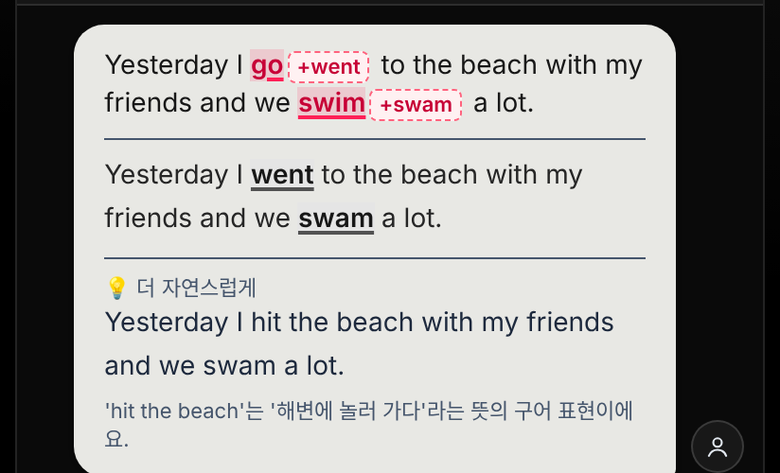 Yesterday I go +went to the beach with my
friends and we swim +swam a lot.
Yesterday I went to the beach with my
friends and we swam a lot.
💡 더 자연스럽게
Yesterday I hit the beach with my friends
and we swam a lot.
'hit the beach'는 '해변에 놀러 가다'라는 뜻의 구어 표현이에
요.